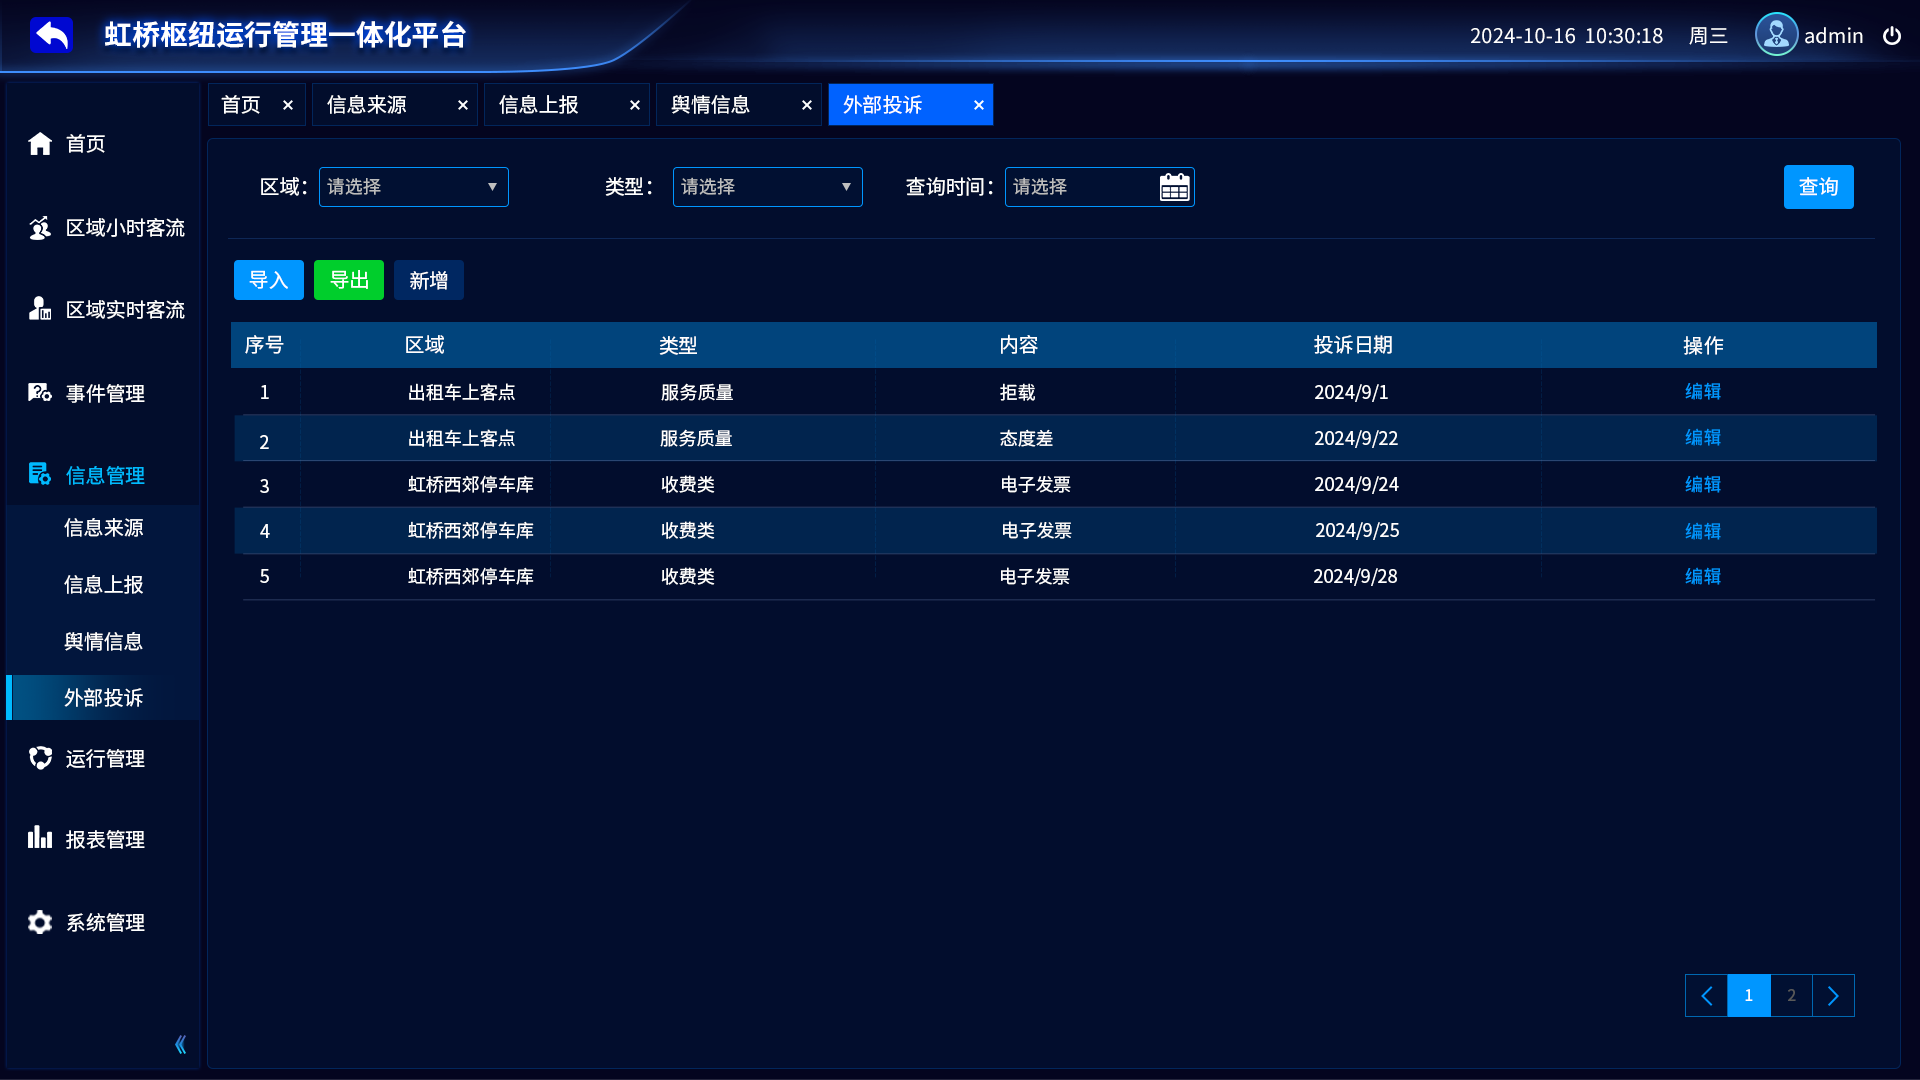 虹桥枢纽运行管理一体化平台
2024-10-16 10:30:18 周三 admin
首页 × 信息来源 × 信息上报 × 舆情信息 × 外部投诉 ×
首页
区域小时客流
区域实时客流
事件管理
信息管理
信息来源
信息上报
舆情信息
外部投诉
运行管理
报表管理
系统管理
区域： 请选择 类型： 请选择 查询时间： 请选择 查询
导入 导出 新增
序号 区域 类型 内容 投诉日期 操作
1 出租车上客点 服务质量 拒载 2024/9/1 编辑
2 出租车上客点 服务质量 态度差 2024/9/22 编辑
3 虹桥西郊停车库 收费类 电子发票 2024/9/24 编辑
4 虹桥西郊停车库 收费类 电子发票 2024/9/25 编辑
5 虹桥西郊停车库 收费类 电子发票 2024/9/28 编辑
1 2